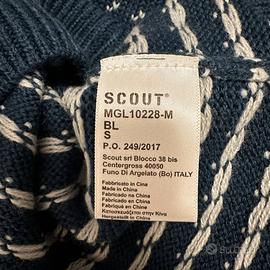 SCOUT®
MGL10228-M
BL
S
P.O. 249/2017
Scout srl Blocco 38 bis
Centergross 40050
Funo Di Argelato (Bo) ITALY
Fabbricato in Cina
Made in China
Fabricado en China
Fabriqué en Chine
Κατασκευάζεται στην Κίνα
Hergestellt in China
subito